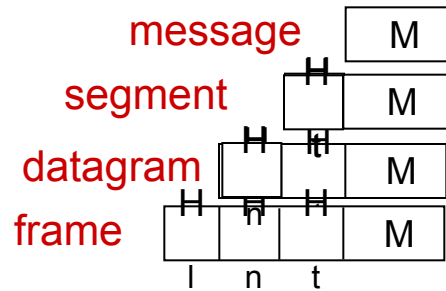 message M
H
segment M
H H
t
datagram M
H H H
n t
frame M
l n t